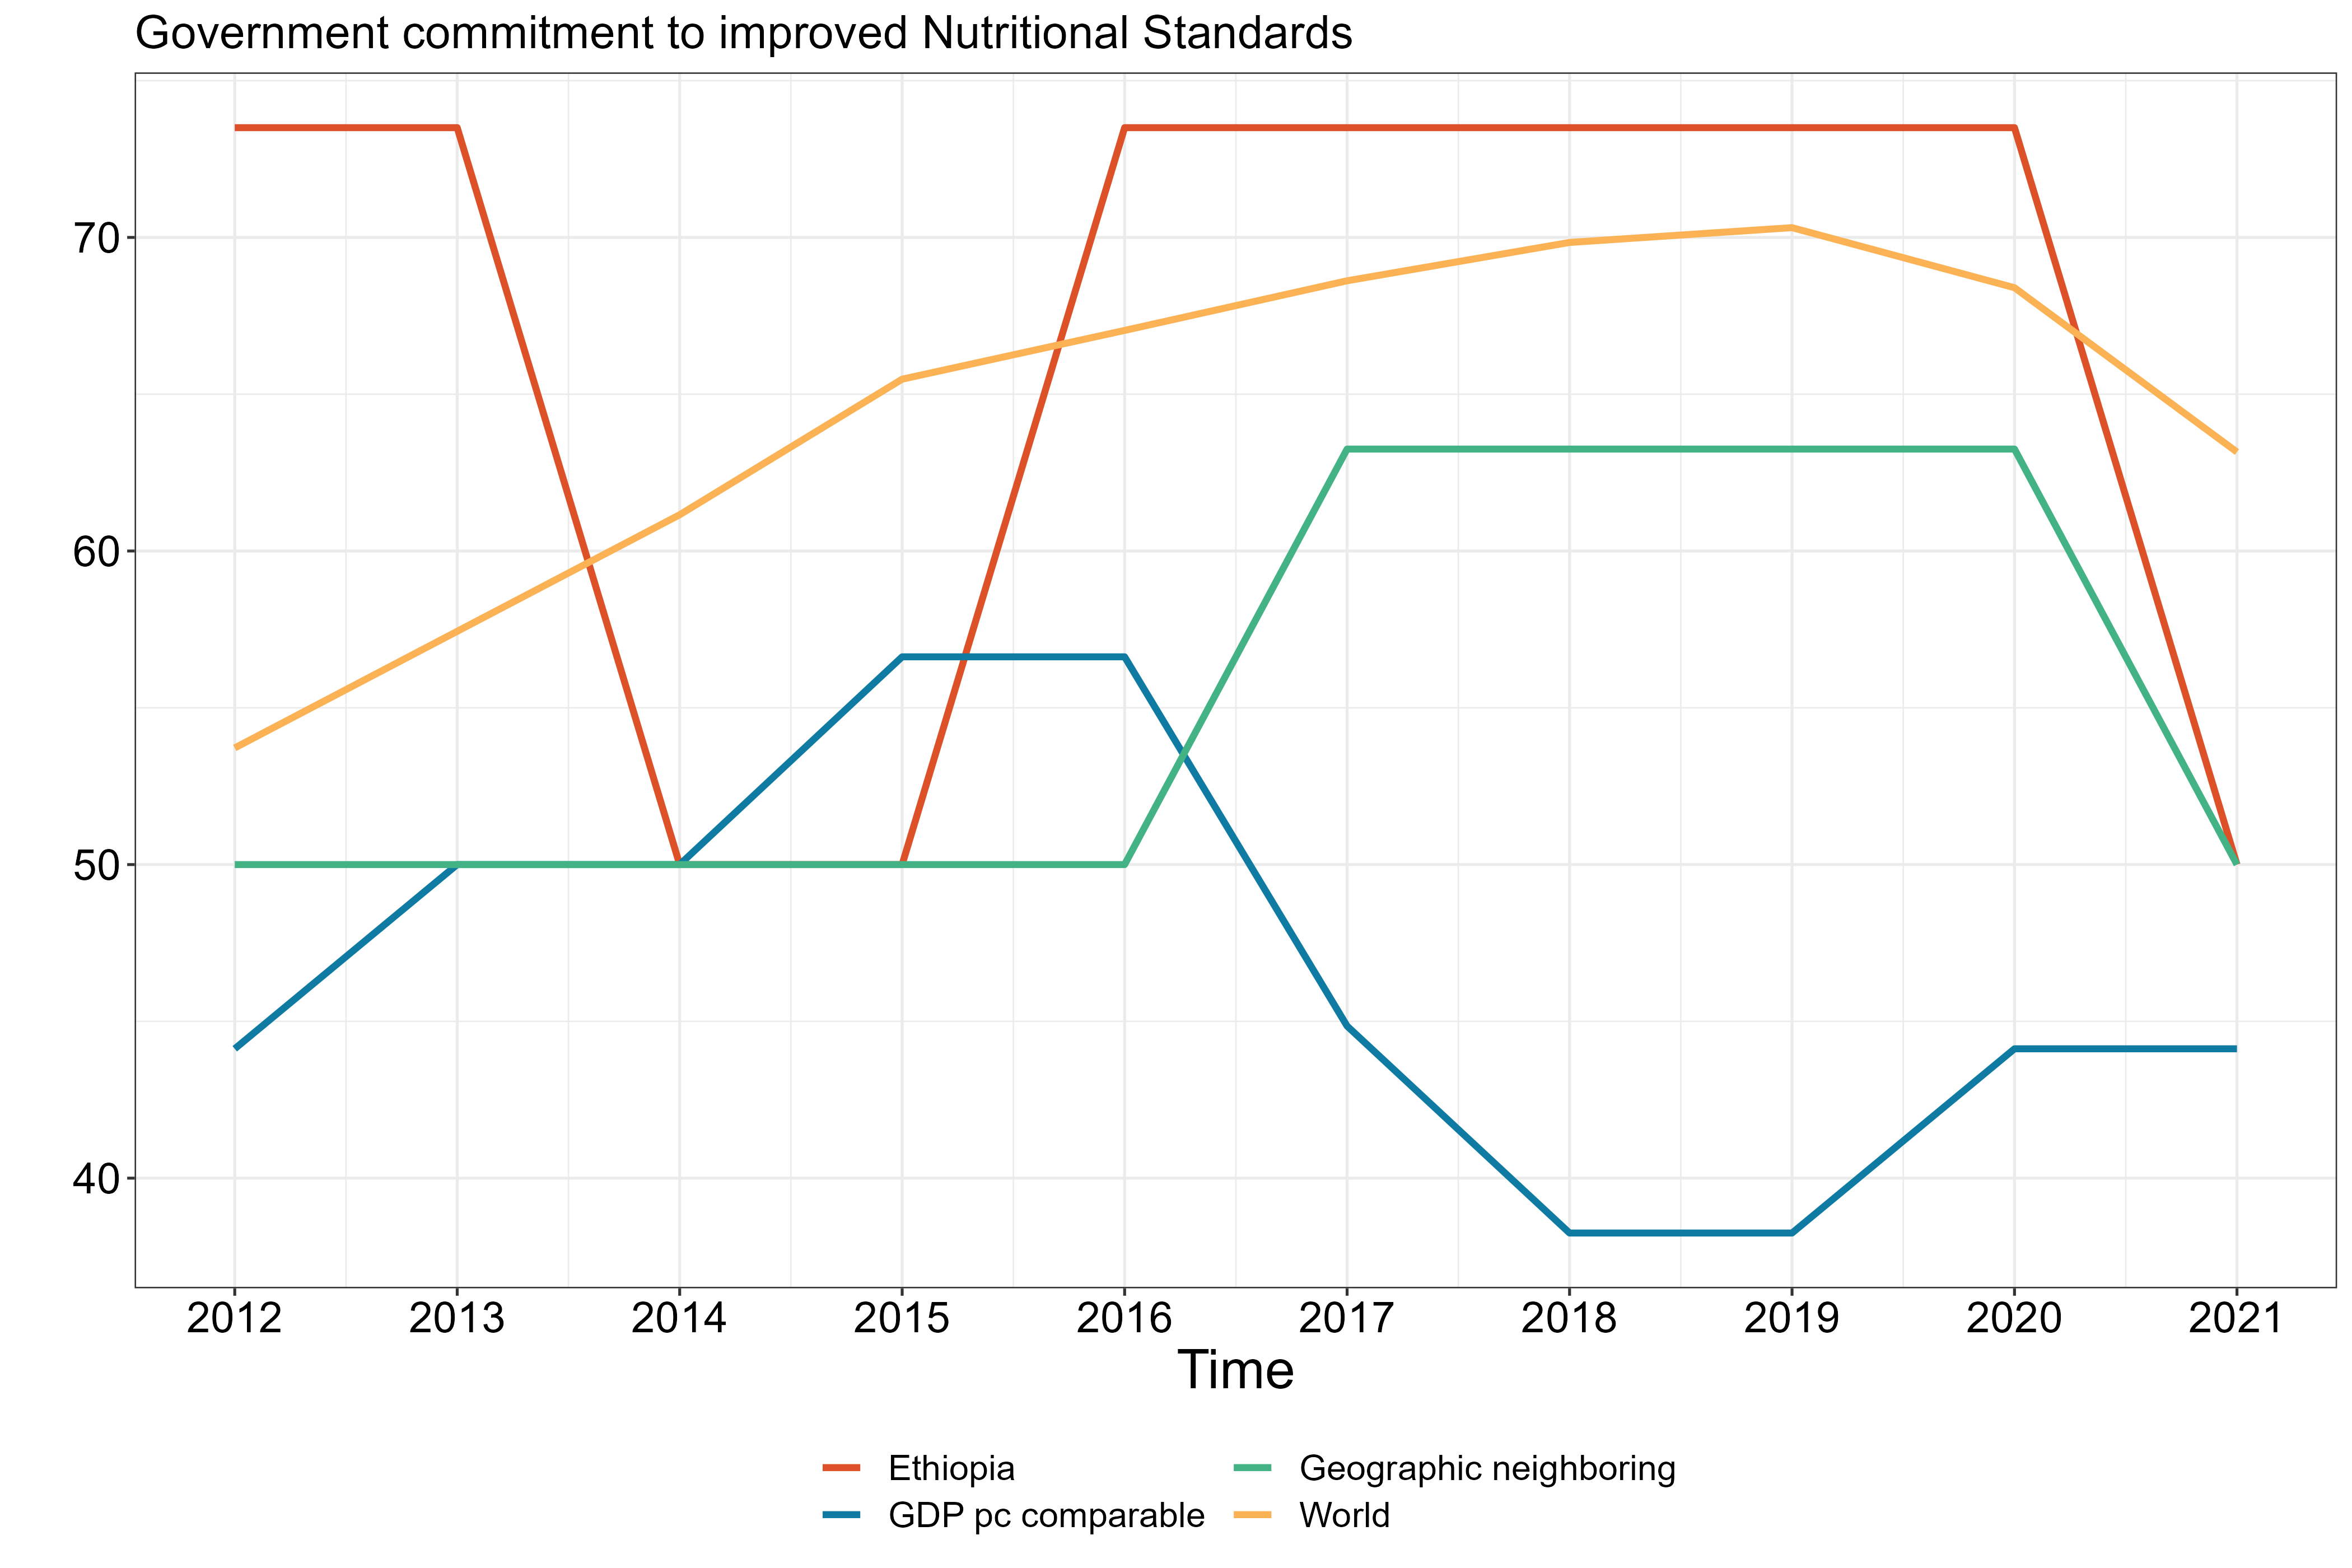 Government commitment to improved Nutritional Standards
70
60
50
40
2012 2013 2014 2015 2016 2017 2018 2019 2020 2021
Time
Ethiopia Geographic neighboring
GDP pc comparable World